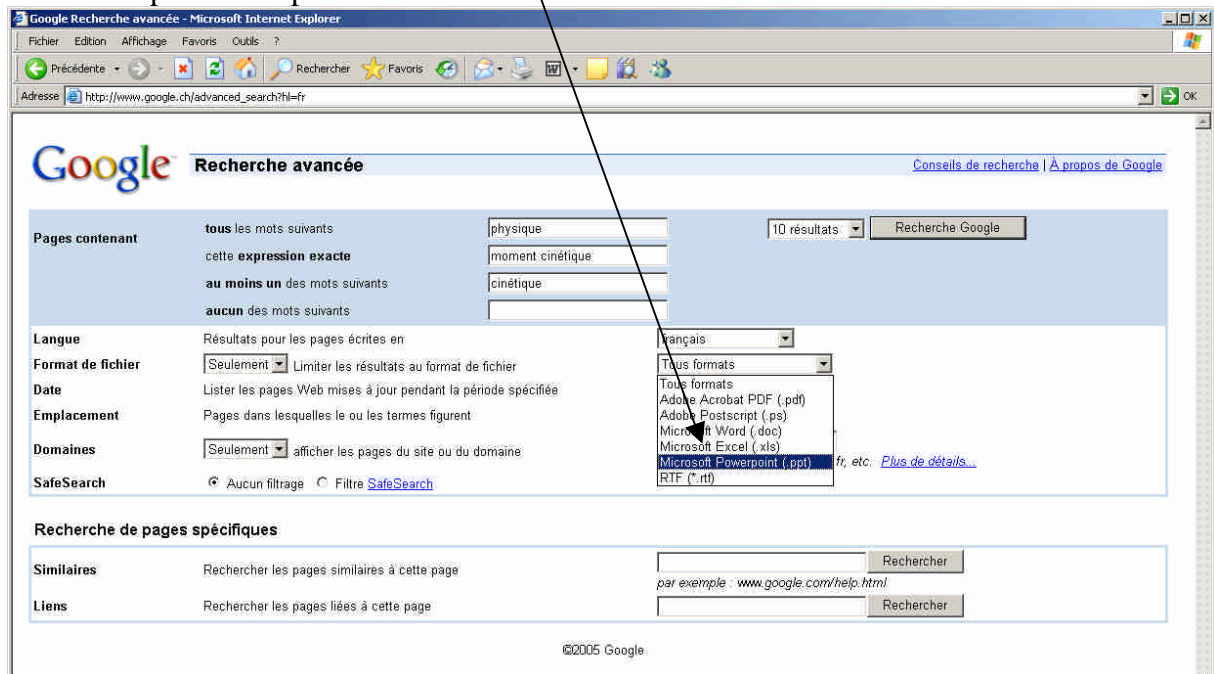 Google Recherche avancée - Microsoft Internet Explorer
Fichier Edition Affichage Favoris Outils ?
Précédente Rechercher Favoris
Adresse http://www.google.ch/advanced_search?hl=fr OK
Google Recherche avancée Conseils de recherche | À propos de Google
Pages contenant tous les mots suivants physique 10 résultats Recherche Google
cette expression exacte moment cinétique
au moins un des mots suivants cinétique
aucun des mots suivants
Langue Résultats pour les pages écrites en français
Format de fichier Seulement Limiter les résultats au format de fichier Tous formats
Tous formats
Date Lister les pages Web mises à jour pendant la période spécifiée Adobe Acrobat PDF (.pdf)
Emplacement Pages dans lesquelles le ou les termes figurent Adobe Postscript (.ps)
Microsoft Word (.doc)
Domaines Seulement afficher les pages du site ou du domaine Microsoft Excel (.xls)
Microsoft Powerpoint (.ppt) fr, etc. Plus de détails...
SafeSearch Aucun filtrage Filtre SafeSearch RTF (*.rtf)
Recherche de pages spécifiques
Similaires Rechercher les pages similaires à cette page Rechercher
par exemple : www.google.com/help.html
Liens Rechercher les pages liées à cette page Rechercher
©2005 Google